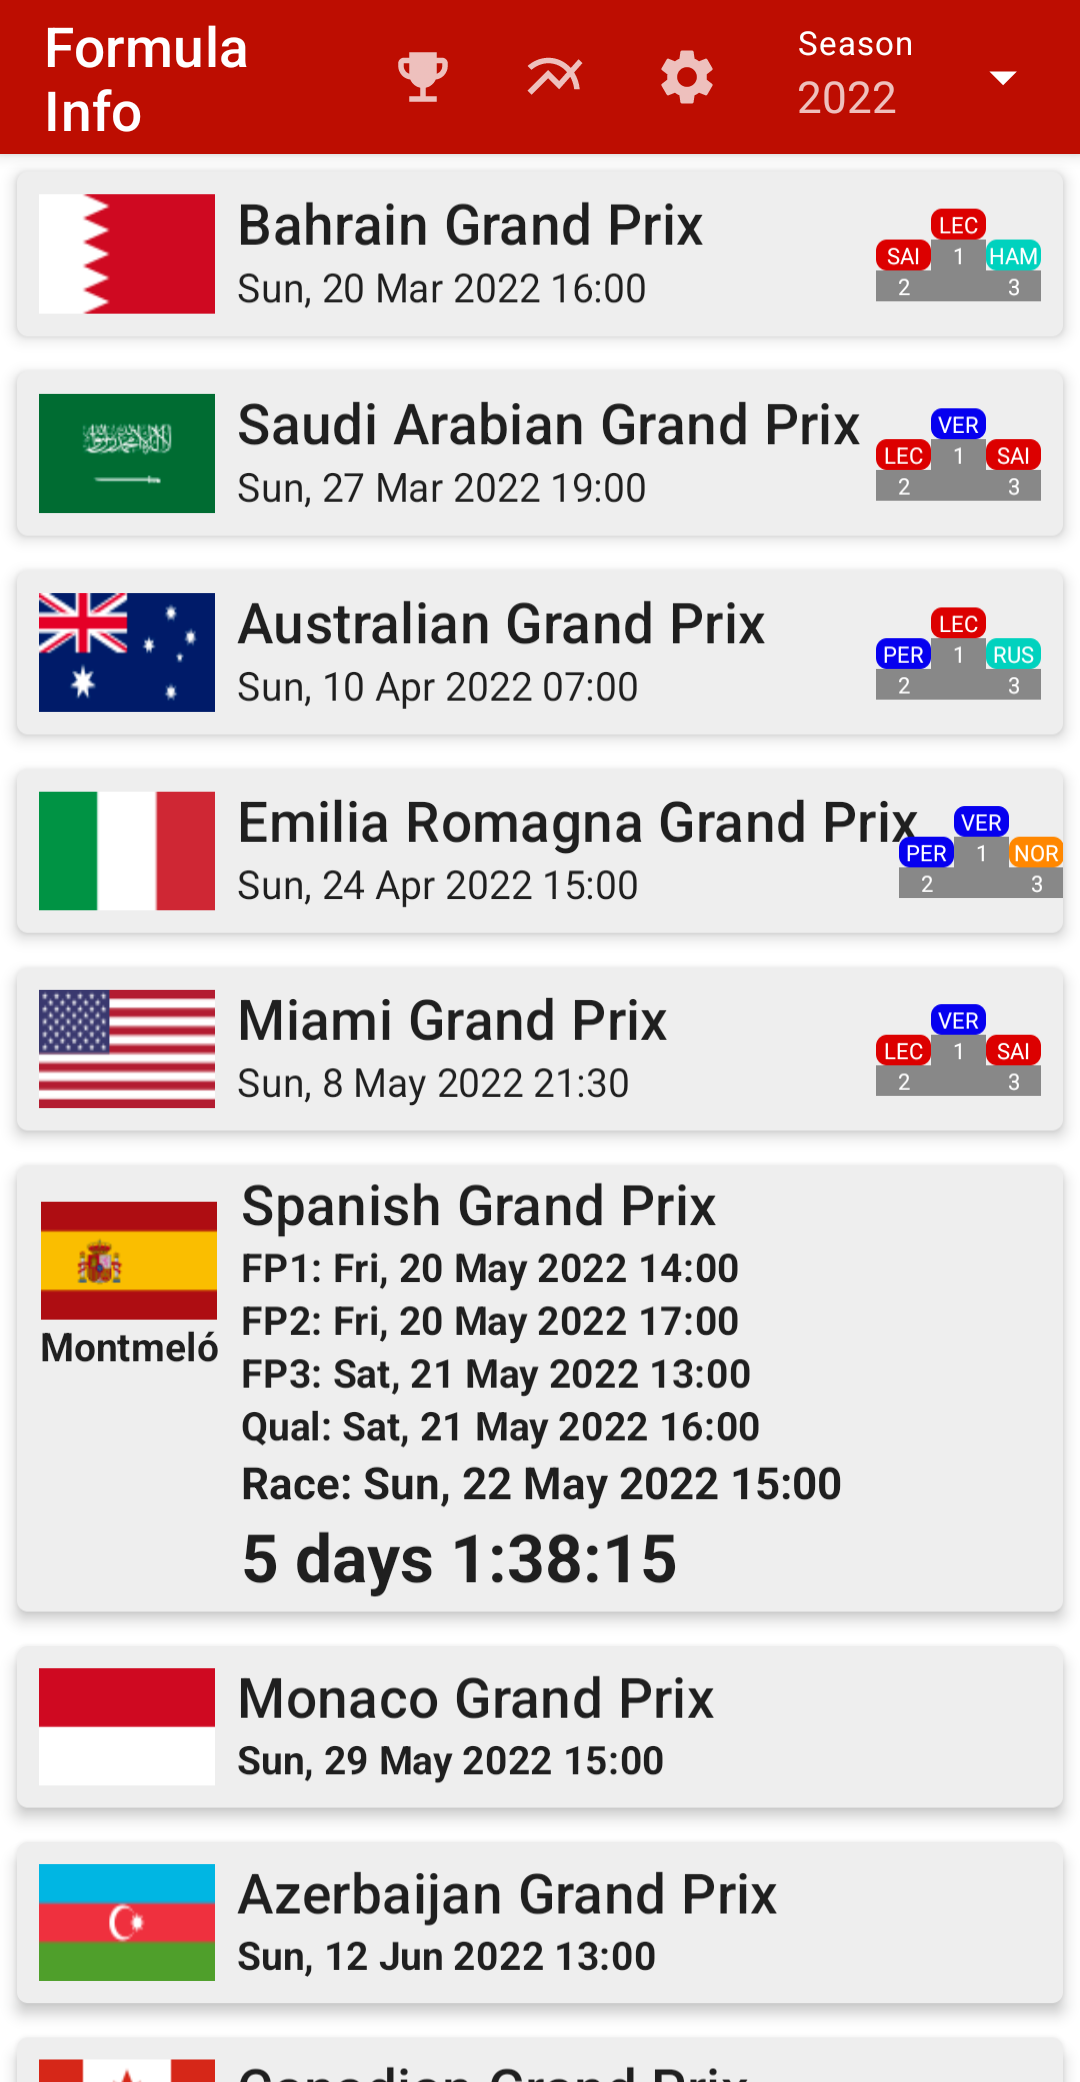 Formula
Info
Season
2022
Bahrain Grand Prix
Sun, 20 Mar 2022 16:00
LEC
SAI 1 HAM
2 3
Saudi Arabian Grand Prix
Sun, 27 Mar 2022 19:00
VER
LEC 1 SAI
2 3
Australian Grand Prix
Sun, 10 Apr 2022 07:00
LEC
PER 1 RUS
2 3
Emilia Romagna Grand Prix
Sun, 24 Apr 2022 15:00
VER
PER 1 NOR
2 3
Miami Grand Prix
Sun, 8 May 2022 21:30
VER
LEC 1 SAI
2 3
Montmeló
Spanish Grand Prix
FP1: Fri, 20 May 2022 14:00
FP2: Fri, 20 May 2022 17:00
FP3: Sat, 21 May 2022 13:00
Qual: Sat, 21 May 2022 16:00
Race: Sun, 22 May 2022 15:00
5 days 1:38:15
Monaco Grand Prix
Sun, 29 May 2022 15:00
Azerbaijan Grand Prix
Sun, 12 Jun 2022 13:00
Canadian Grand Prix